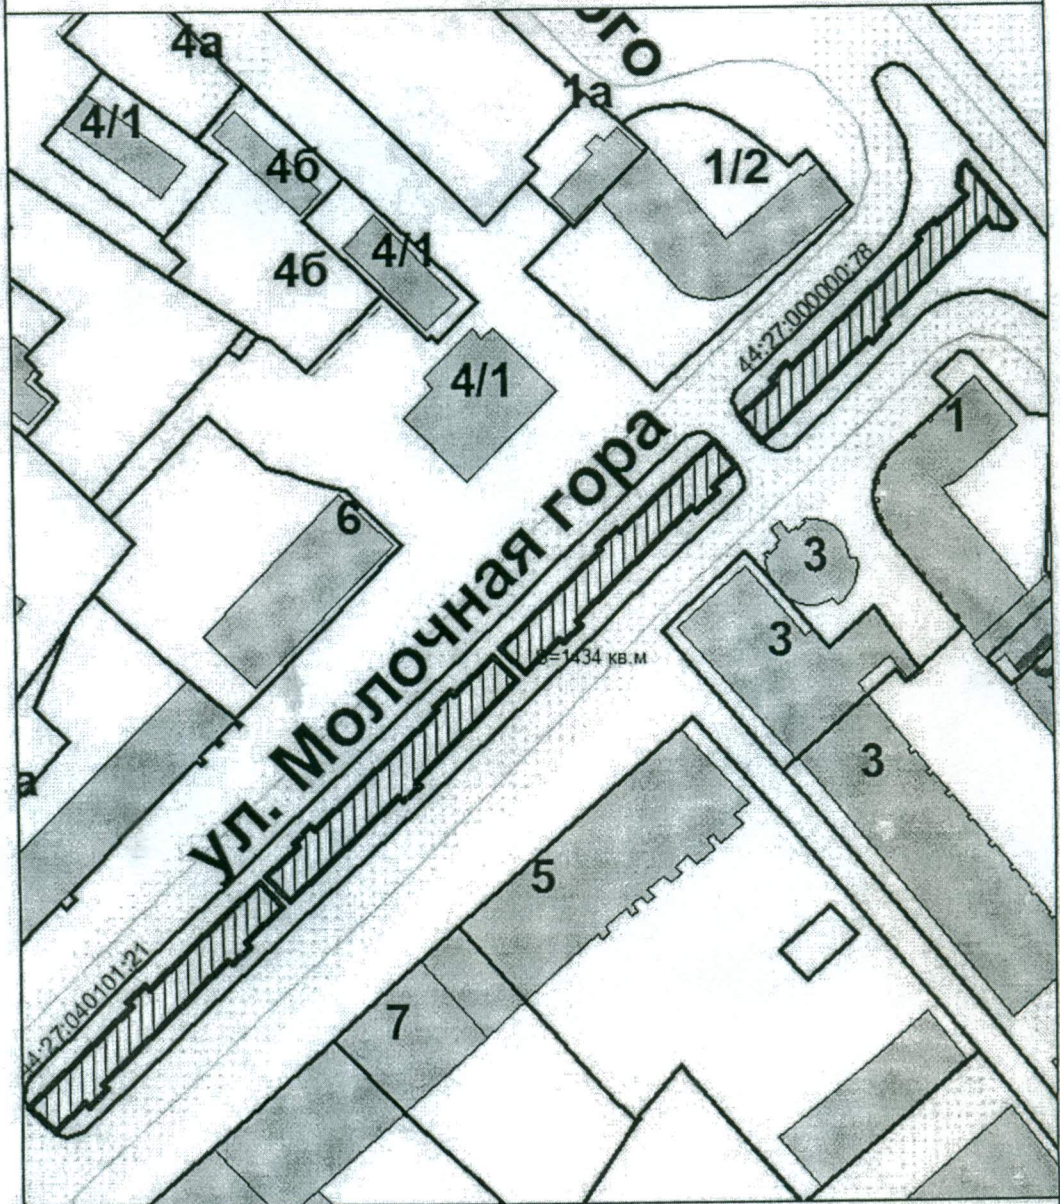 4а
ого
1а
4/1
4б
1/2
4/1
4б
44:27:000000:78
4/1
1
6
3
ул. Молочная гора
3
S=1434 кв.м
3
а
5
44:27:040101:21
7